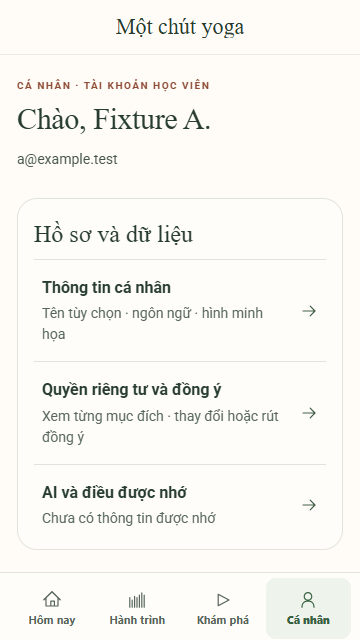 Một chút yoga
CÁ NHÂN · TÀI KHOẢN HỌC VIÊN
Chào, Fixture A.
a@example.test
Hồ sơ và dữ liệu
Thông tin cá nhân
Tên tùy chọn · ngôn ngữ · hình minh
họa
Quyền riêng tư và đồng ý
Xem từng mục đích · thay đổi hoặc rút
đồng ý
AI và điều được nhớ
Chưa có thông tin được nhớ
Hôm nay
Hành trình
Khám phá
Cá nhân